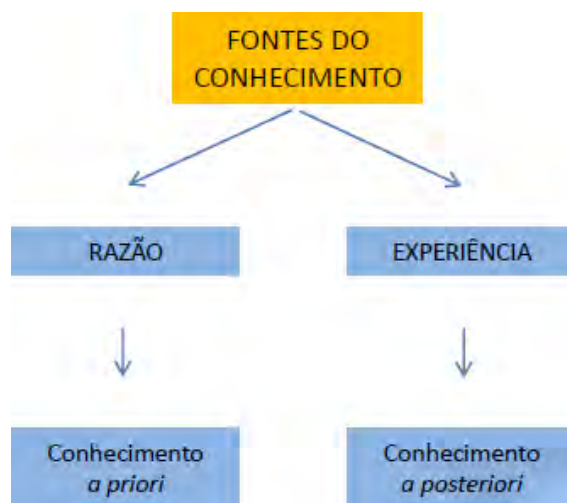 FONTES DO
CONHECIMENTO
RAZÃO
EXPERIÊNCIA
Conhecimento
a priori
Conhecimento
a posteriori